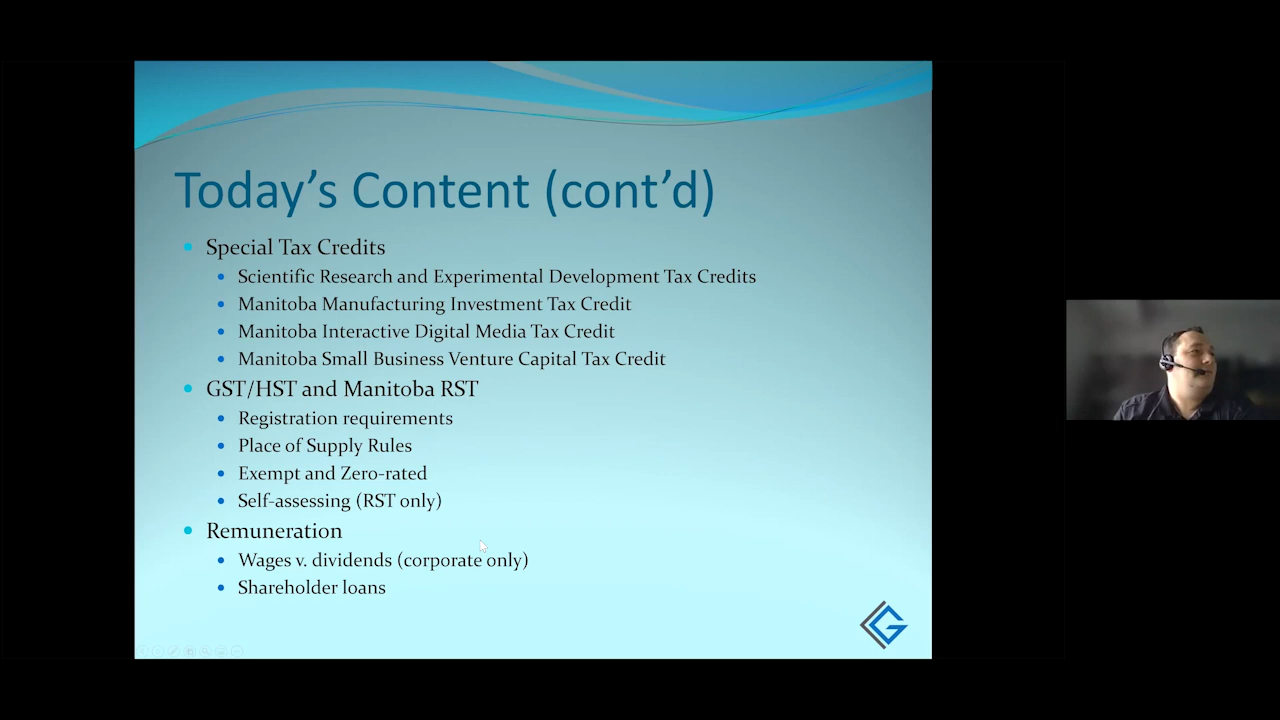 Today's Content (cont'd)
Special Tax Credits
Scientific Research and Experimental Development Tax Credits
Manitoba Manufacturing Investment Tax Credit
Manitoba Interactive Digital Media Tax Credit
Manitoba Small Business Venture Capital Tax Credit
GST/HST and Manitoba RST
Registration requirements
Place of Supply Rules
Exempt and Zero-rated
Self-assessing (RST only)
Remuneration
Wages v. dividends (corporate only)
Shareholder loans